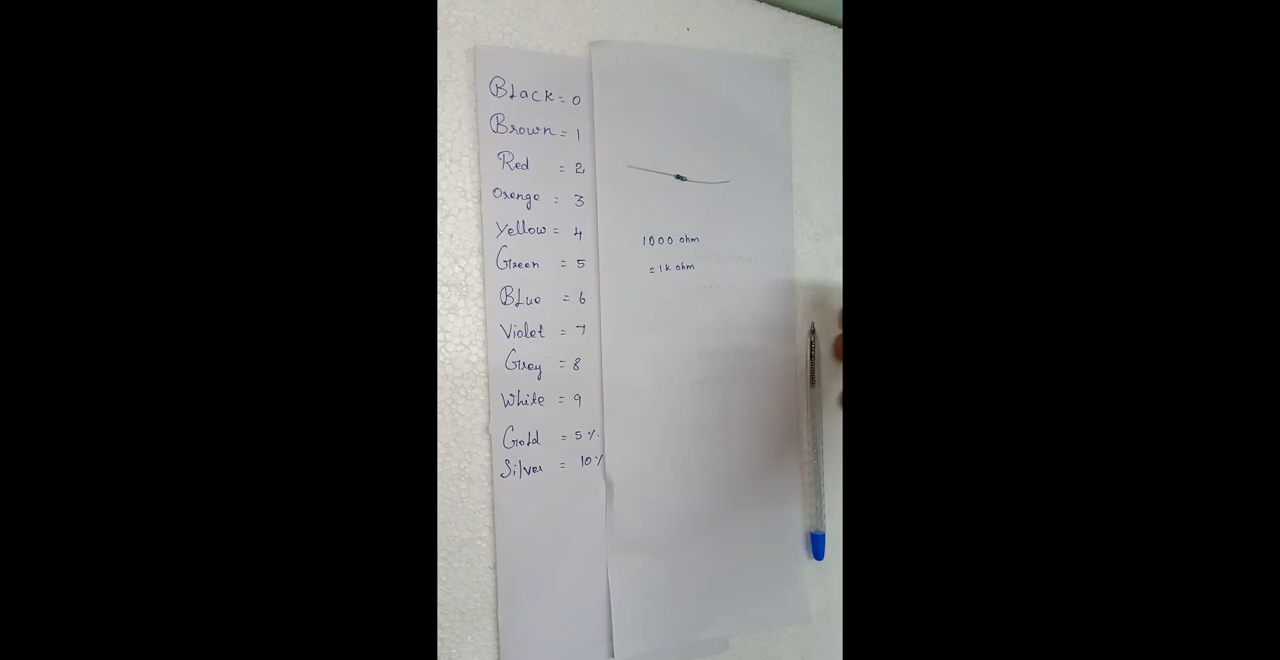 Black = 0
Brown = 1
Red = 2
Orenge = 3
Yellow = 4
Green = 5
Blue = 6
Violet = 7
Grey = 8
White = 9
Gold = 5%.
Silver = 10%
1000 ohm
= 1k ohm